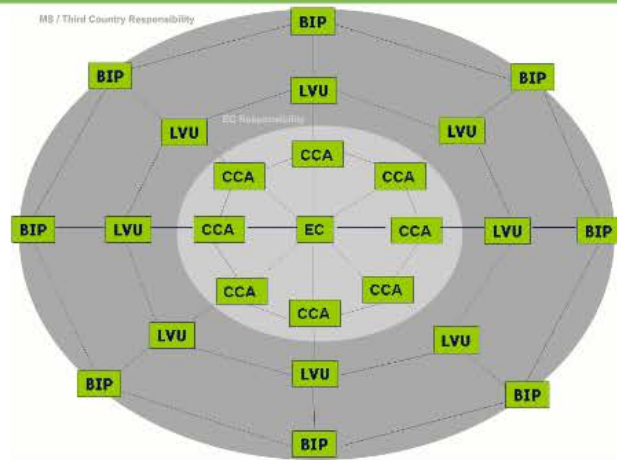 MS / Third Country Responsibility
BIP
BIP
BIP
LVU
EC Responsibility
LVU
LVU
CCA
CCA
CCA
BIP
LVU
CCA
EC
CCA
LVU
BIP
CCA
CCA
CCA
LVU
LVU
LVU
BIP
BIP
BIP